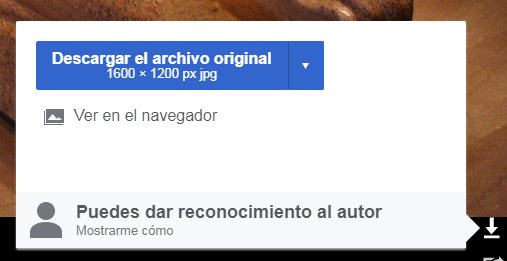 Descargar el archivo original
1600 × 1200 px jpg
Ver en el navegador
Puedes dar reconocimiento al autor
Mostrarme cómo